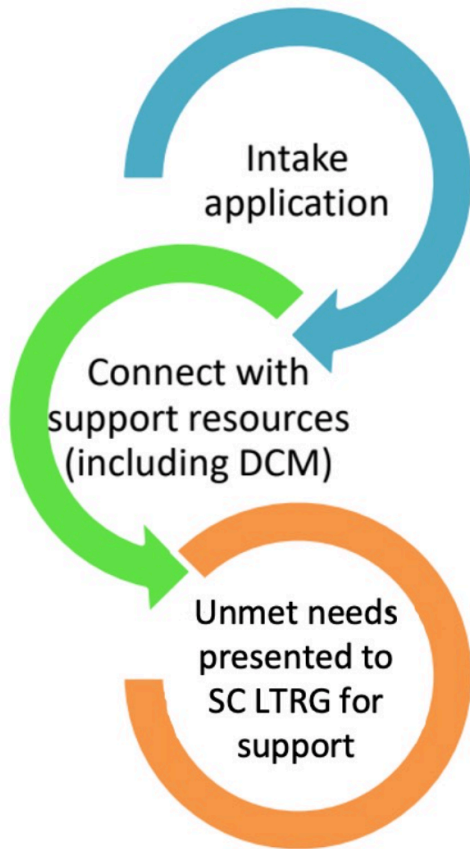 Intake
application
Connect with
support resources
(including DCM)
Unmet needs
presented to
SC LTRG for
support